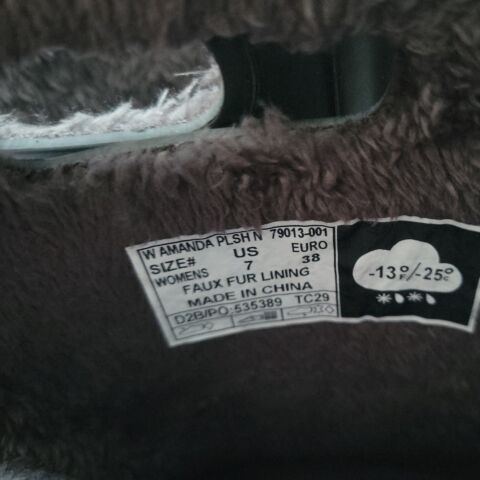 W AMANDA PLSH N 79013-001
SIZE# US EURO
WOMENS 7 38
FAUX FUR LINING
MADE IN CHINA
D2B/PO:535389 TC29
-13°F/-25°C